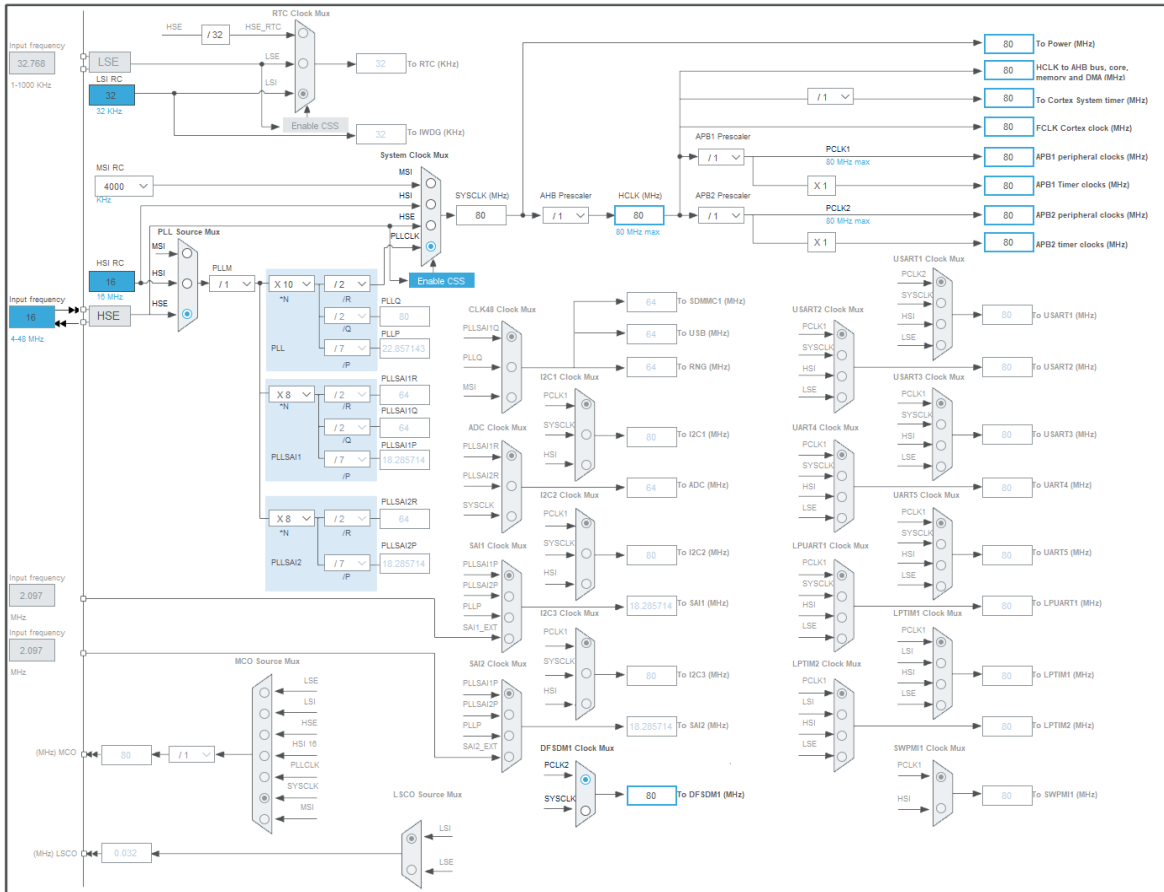 RTC Clock Mux
HSE
/ 32
HSE_RTC
Input frequency
32.768
1-1000 KHz
LSE
LSE
32
To RTC (KHz)
LSI RC
32
32 KHz
LSI
Enable CSS
32
To IWDG (KHz)
System Clock Mux
MSI RC
4000
KHz
MSI
HSI
HSE
PLLCLK
Enable CSS
SYSCLK (MHz)
80
AHB Prescaler
/ 1
HCLK (MHz)
80
80 MHz max
80
To Power (MHz)
80
HCLK to AHB bus, core,
memory and DMA (MHz)
/ 1
80
To Cortex System timer (MHz)
80
FCLK Cortex clock (MHz)
APB1 Prescaler
/ 1
PCLK1
80 MHz max
80
APB1 peripheral clocks (MHz)
X 1
80
APB1 Timer clocks (MHz)
APB2 Prescaler
/ 1
PCLK2
80 MHz max
80
APB2 peripheral clocks (MHz)
X 1
80
APB2 timer clocks (MHz)
PLL Source Mux
MSI
HSI RC
16
16 MHz
HSI
Input frequency
16
4-48 MHz
HSE
HSE
PLLM
/ 1
X 10
*N
/ 2
/R
PLLQ
/ 2
/Q
80
PLLP
PLL
/ 7
/P
22.857143
PLLSAI1R
X 8
*N
/ 2
/R
64
PLLSAI1Q
/ 2
/Q
64
PLLSAI1P
PLLSAI1
/ 7
/P
18.285714
PLLSAI2R
X 8
*N
/ 2
/R
64
PLLSAI2P
PLLSAI2
/ 7
/P
18.285714
CLK48 Clock Mux
PLLSAI1Q
PLLQ
MSI
64
To SDMMC1 (MHz)
64
To USB (MHz)
64
To RNG (MHz)
ADC Clock Mux
PLLSAI1R
PLLSAI2R
SYSCLK
64
To ADC (MHz)
I2C1 Clock Mux
PCLK1
SYSCLK
HSI
80
To I2C1 (MHz)
I2C2 Clock Mux
PCLK1
SYSCLK
HSI
80
To I2C2 (MHz)
SAI1 Clock Mux
PLLSAI1P
PLLSAI2P
PLLP
SAI1_EXT
18.285714
To SAI1 (MHz)
I2C3 Clock Mux
PCLK1
SYSCLK
HSI
80
To I2C3 (MHz)
SAI2 Clock Mux
PLLSAI1P
PLLSAI2P
PLLP
SAI2_EXT
18.285714
To SAI2 (MHz)
DFSDM1 Clock Mux
PCLK2
SYSCLK
80
To DFSDM1 (MHz)
USART1 Clock Mux
PCLK2
SYSCLK
HSI
LSE
80
To USART1 (MHz)
USART2 Clock Mux
PCLK1
SYSCLK
HSI
LSE
80
To USART2 (MHz)
USART3 Clock Mux
PCLK1
SYSCLK
HSI
LSE
80
To USART3 (MHz)
UART4 Clock Mux
PCLK1
SYSCLK
HSI
LSE
80
To UART4 (MHz)
UART5 Clock Mux
PCLK1
SYSCLK
HSI
LSE
80
To UART5 (MHz)
LPUART1 Clock Mux
PCLK1
SYSCLK
HSI
LSE
80
To LPUART1 (MHz)
LPTIM1 Clock Mux
PCLK1
LSI
HSI
LSE
80
To LPTIM1 (MHz)
LPTIM2 Clock Mux
PCLK1
LSI
HSI
LSE
80
To LPTIM2 (MHz)
SWPMI1 Clock Mux
PCLK1
HSI
80
To SWPMI1 (MHz)
Input frequency
2.097
MHz
Input frequency
2.097
MHz
MCO Source Mux
LSE
LSI
HSE
HSI 16
PLLCLK
SYSCLK
MSI
(MHz) MCO
80
/ 1
LSCO Source Mux
LSI
LSE
(MHz) LSCO
0.032